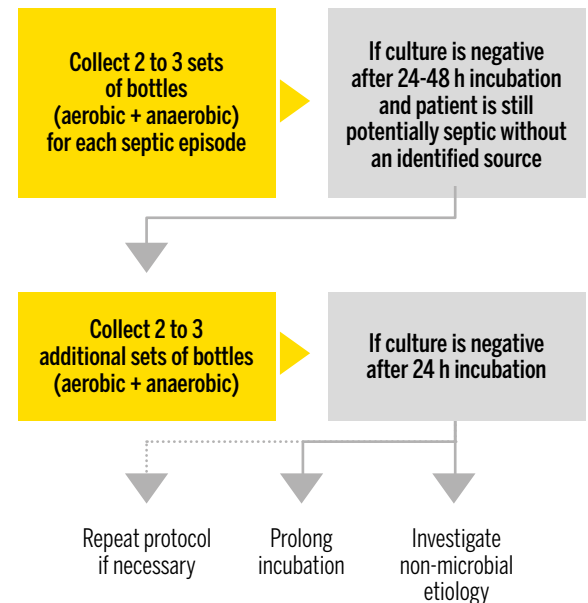 Collect 2 to 3 sets
of bottles
(aerobic + anaerobic)
for each septic episode
If culture is negative
after 24-48 h incubation
and patient is still
potentially septic without
an identified source
Collect 2 to 3
additional sets of bottles
(aerobic + anaerobic)
If culture is negative
after 24 h incubation
Repeat protocol
if necessary
Prolong
incubation
Investigate
non-microbial
etiology